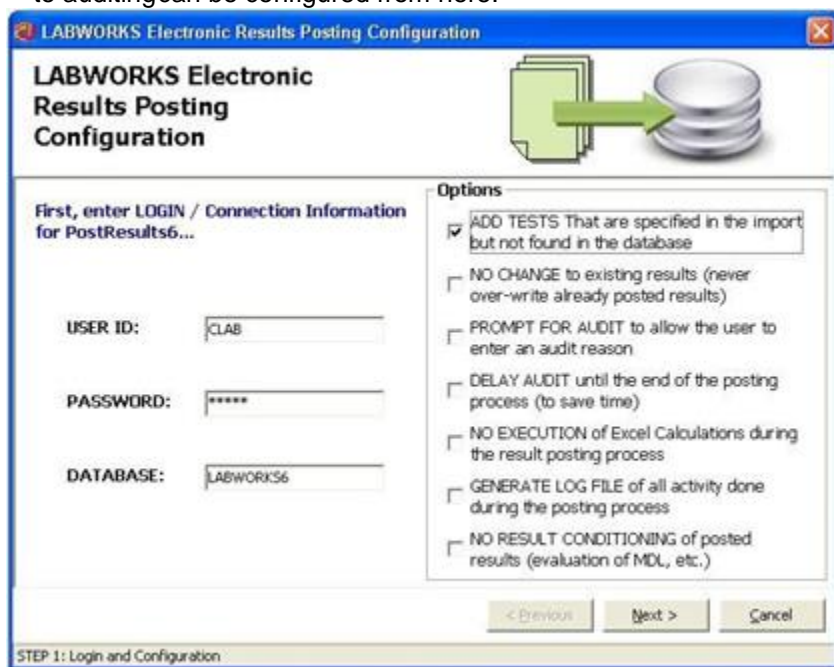 to auditingcan be configured from here.
LABWORKS Electronic Results Posting Configuration
LABWORKS Electronic
Results Posting
Configuration
First, enter LOGIN / Connection Information
for PostResults6...
USER ID:
CLAB
PASSWORD:
*****
DATABASE:
LABWORKS6
Options
ADD TESTS That are specified in the import
but not found in the database
NO CHANGE to existing results (never
over-write already posted results)
PROMPT FOR AUDIT to allow the user to
enter an audit reason
DELAY AUDIT until the end of the posting
process (to save time)
NO EXECUTION of Excel Calculations during
the result posting process
GENERATE LOG FILE of all activity done
during the posting process
NO RESULT CONDITIONING of posted
results (evaluation of MDL, etc.)
< Previous
Next >
Cancel
STEP 1: Login and Configuration